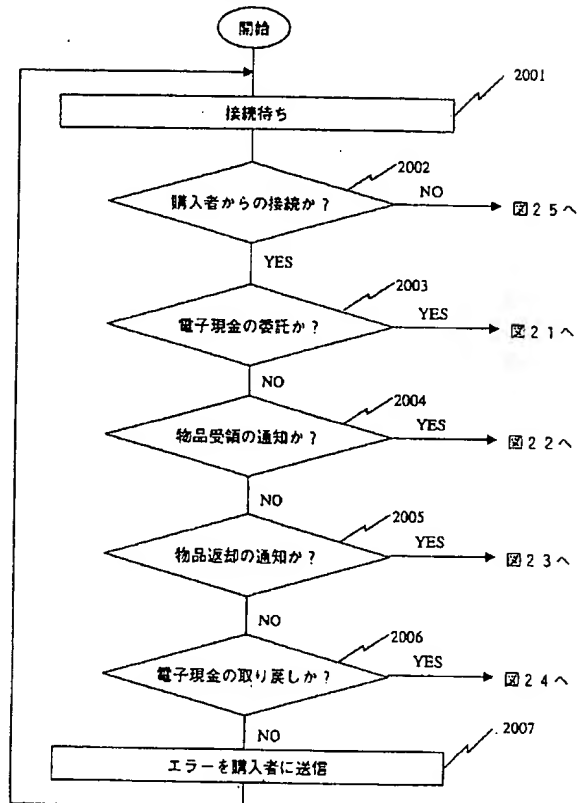 開始
2001
接続待ち
2002
購入者からの接続か？
NO
図２５へ
YES
2003
電子現金の委託か？
YES
図２１へ
NO
2004
物品受領の通知か？
YES
図２２へ
NO
2005
物品返却の通知か？
YES
図２３へ
NO
2006
電子現金の取り戻しか？
YES
図２４へ
NO
2007
エラーを購入者に送信